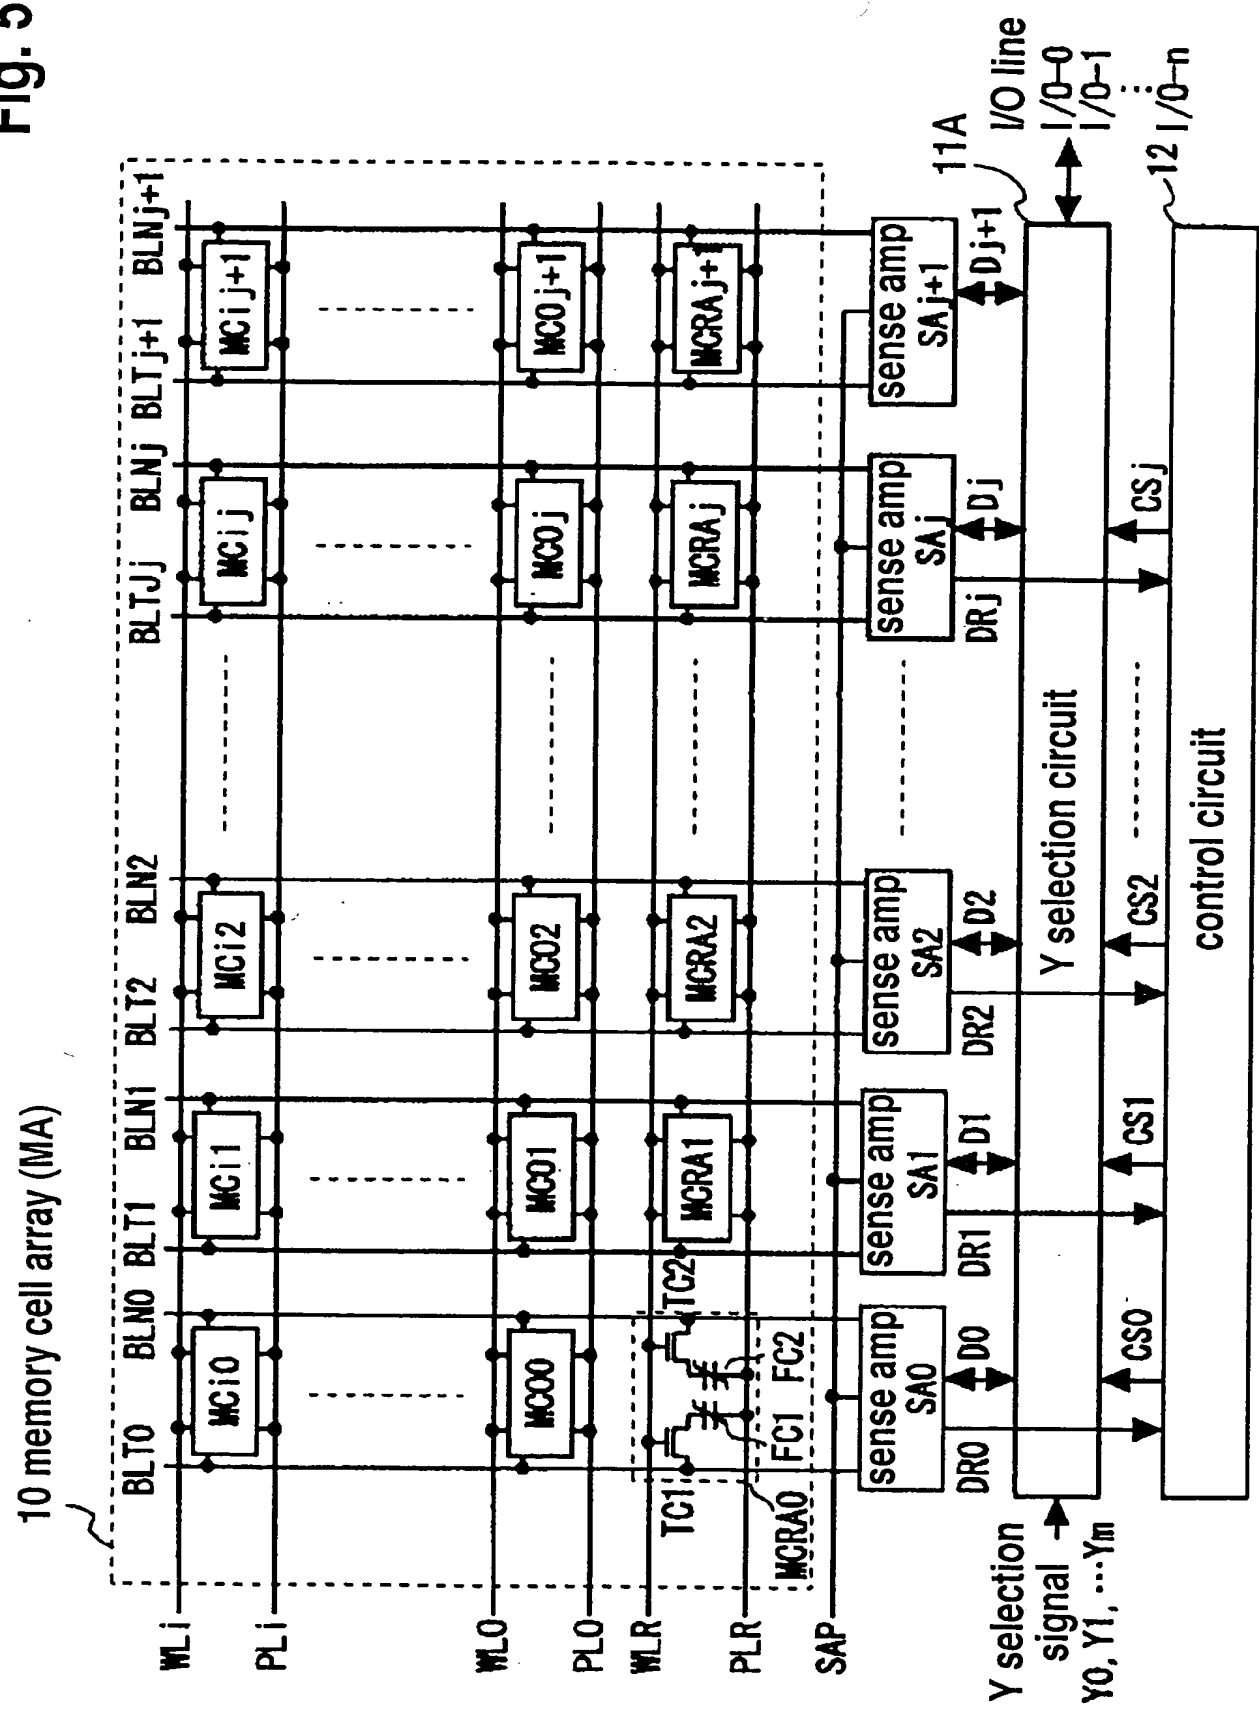 Fig. 5
10 memory cell array (MA)
BLT0 BLN0 BLT1 BLN1 BLT2 BLN2 BLTJj BLNj BLTj+1 BLNj+1
WLi
MCi0 MCi1 MCi2 MCij MCij+1
PLi
WL0
MC00 MC01 MC02 MC0j MC0j+1
PL0
WLR
TC1 TC2 MCRA1 MCRA2 MCRAj MCRAj+1
FC1 FC2
PLR
MCRA0
SAP
sense amp SA0
sense amp SA1
sense amp SA2
sense amp SAj
sense amp SAj+1
DR0 D0 DR1 D1 DR2 D2 DRj Dj Dj+1
11A
Y selection signal
Y0, Y1, ···Ym
Y selection circuit
I/O line
I/O-0
I/O-1
⋮
I/O-n
CS0 CS1 CS2 CSj
12
control circuit